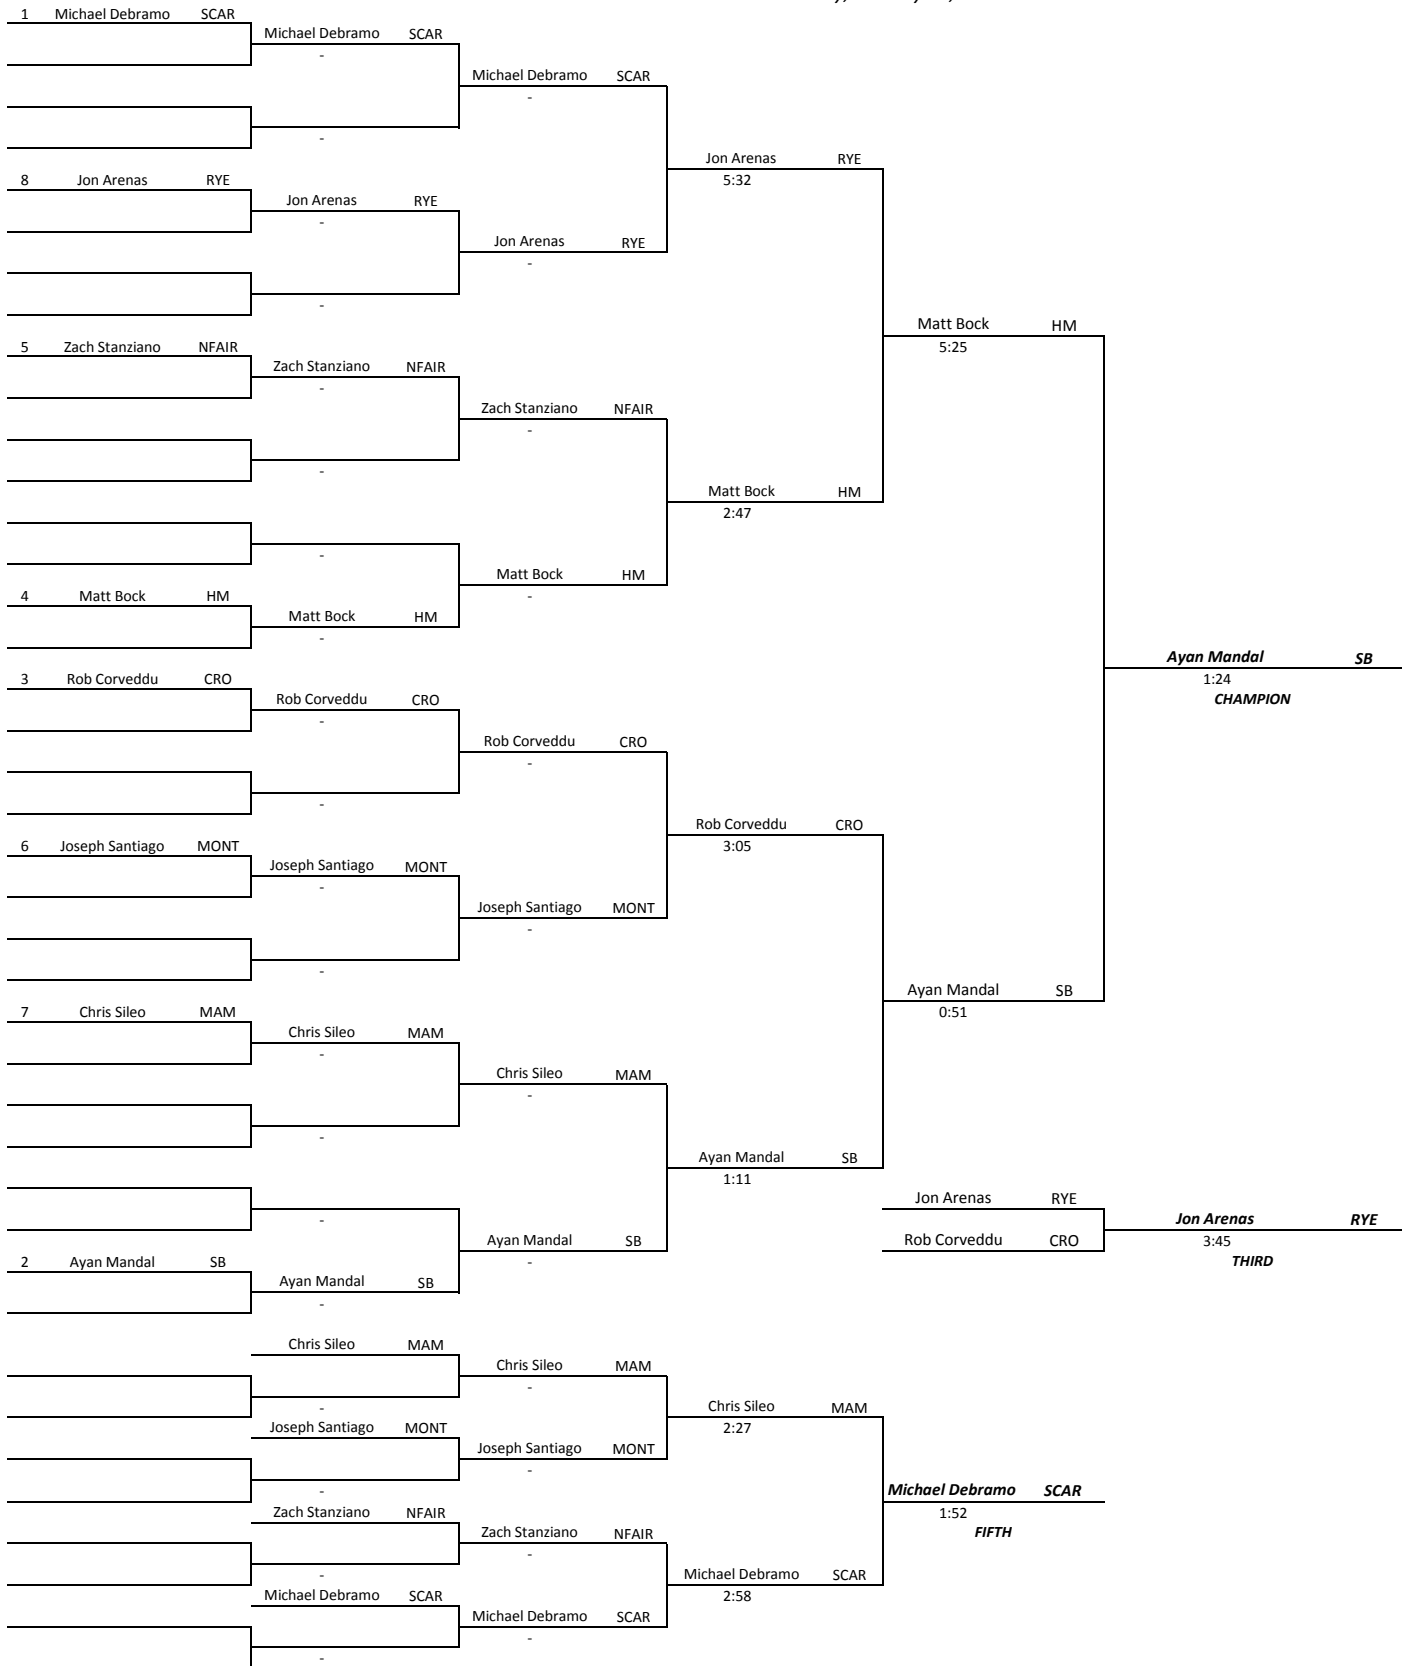 1 Michael Debramo SCAR
Michael Debramo SCAR
-
Michael Debramo SCAR
-
-
Jon Arenas RYE
5:32
8 Jon Arenas RYE
Jon Arenas RYE
-
Jon Arenas RYE
-
-
Matt Bock HM
5:25
5 Zach Stanziano NFAIR
Zach Stanziano NFAIR
-
Zach Stanziano NFAIR
-
-
Matt Bock HM
2:47
-
Matt Bock HM
-
4 Matt Bock HM
Matt Bock HM
-
Ayan Mandal SB
1:24
CHAMPION
3 Rob Corveddu CRO
Rob Corveddu CRO
-
Rob Corveddu CRO
-
-
Rob Corveddu CRO
3:05
6 Joseph Santiago MONT
Joseph Santiago MONT
-
Joseph Santiago MONT
-
-
Ayan Mandal SB
0:51
7 Chris Sileo MAM
Chris Sileo MAM
-
Chris Sileo MAM
-
-
Ayan Mandal SB
1:11
-
Ayan Mandal SB
-
2 Ayan Mandal SB
Ayan Mandal SB
-
Jon Arenas RYE
Rob Corveddu CRO
Jon Arenas RYE
3:45
THIRD
Chris Sileo MAM
Chris Sileo MAM
-
-
Chris Sileo MAM
2:27
Joseph Santiago MONT
Joseph Santiago MONT
-
-
Michael Debramo SCAR
1:52
FIFTH
Zach Stanziano NFAIR
Zach Stanziano NFAIR
-
-
Michael Debramo SCAR
2:58
Michael Debramo SCAR
Michael Debramo SCAR
-
-